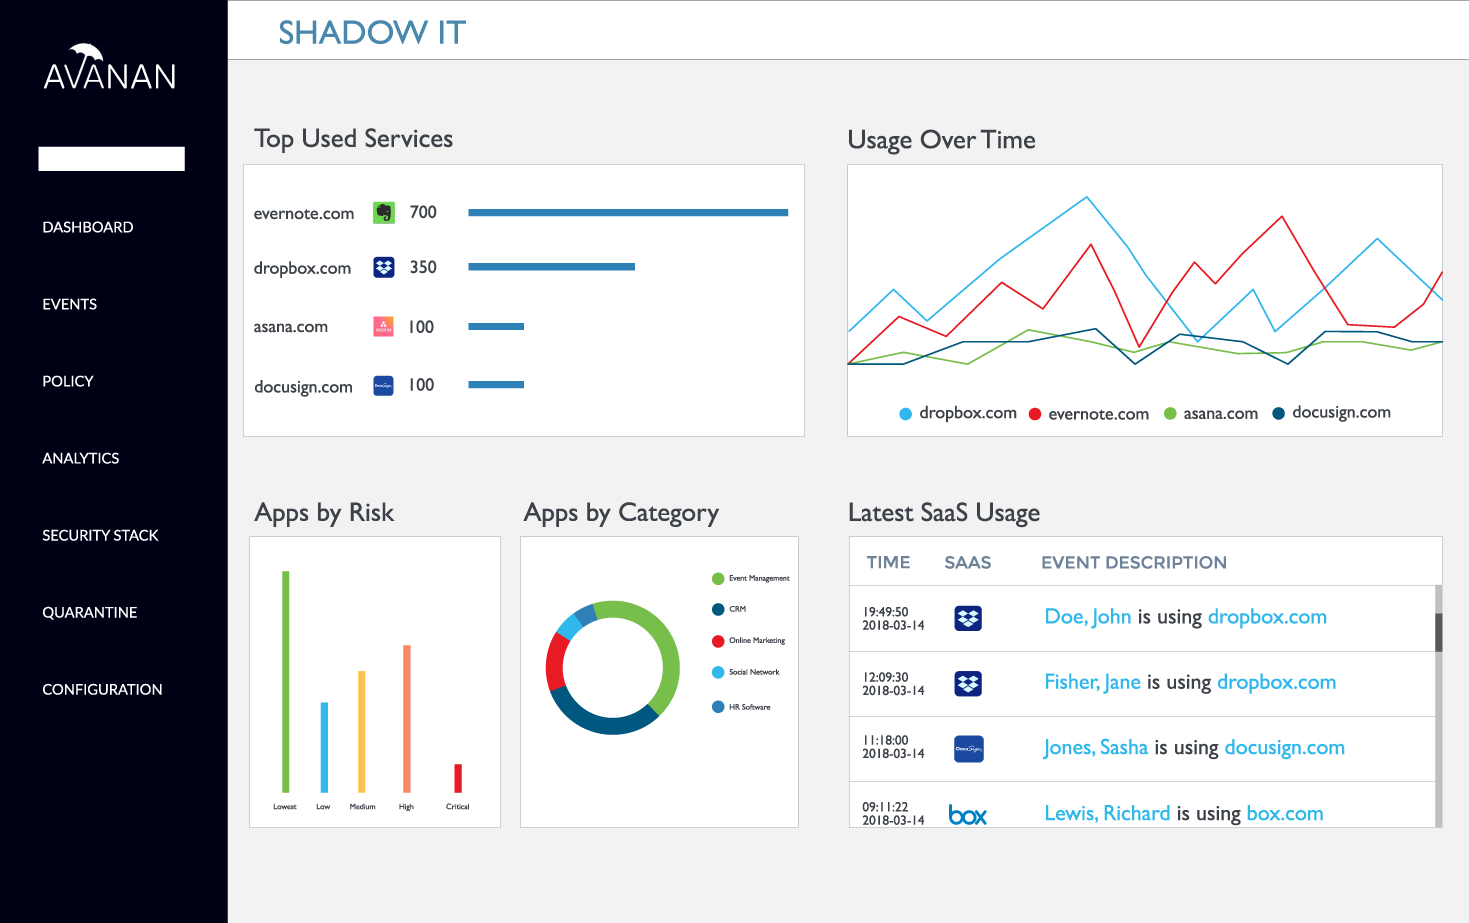 AVANAN
SHADOW IT
DASHBOARD
EVENTS
POLICY
ANALYTICS
SECURITY STACK
QUARANTINE
CONFIGURATION
Top Used Services
evernote.com 700
dropbox.com 350
asana.com asana 100
docusign.com DocuSign 100
Usage Over Time
dropbox.com evernote.com asana.com docusign.com
Apps by Risk
Lowest Low Medium High Critical
Apps by Category
Event Management
CRM
Online Marketing
Social Network
HR Software
Latest SaaS Usage
TIME SAAS EVENT DESCRIPTION
19:49:50
2018-03-14
Doe, John is using dropbox.com
12:09:30
2018-03-14
Fisher, Jane is using dropbox.com
11:18:00
2018-03-14
DocuSign
Jones, Sasha is using docusign.com
09:11:22
2018-03-14
box
Lewis, Richard is using box.com